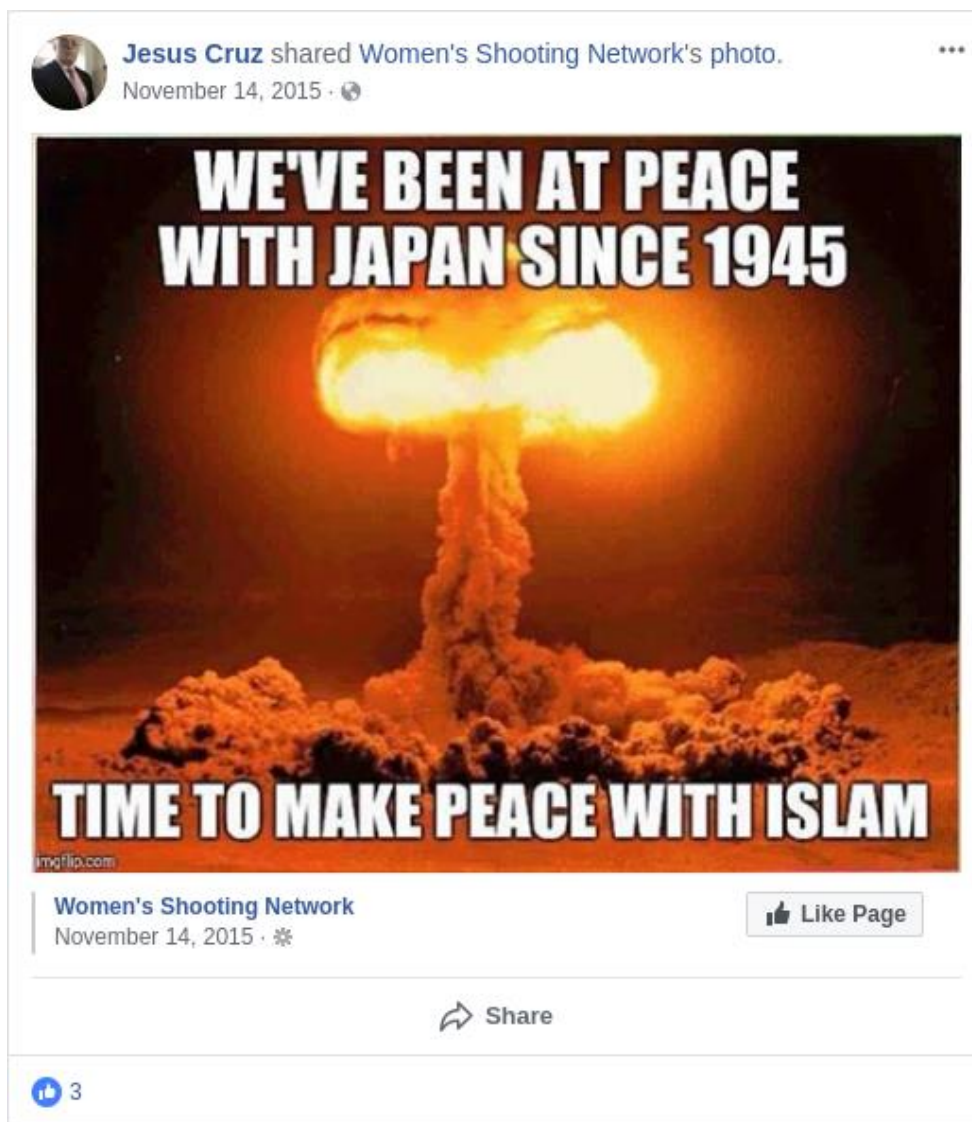 Jesus Cruz shared Women's Shooting Network's photo.
November 14, 2015 ·
WE'VE BEEN AT PEACE
WITH JAPAN SINCE 1945
TIME TO MAKE PEACE WITH ISLAM
imgflip.com
Women's Shooting Network
November 14, 2015 ·
Like Page
Share
3